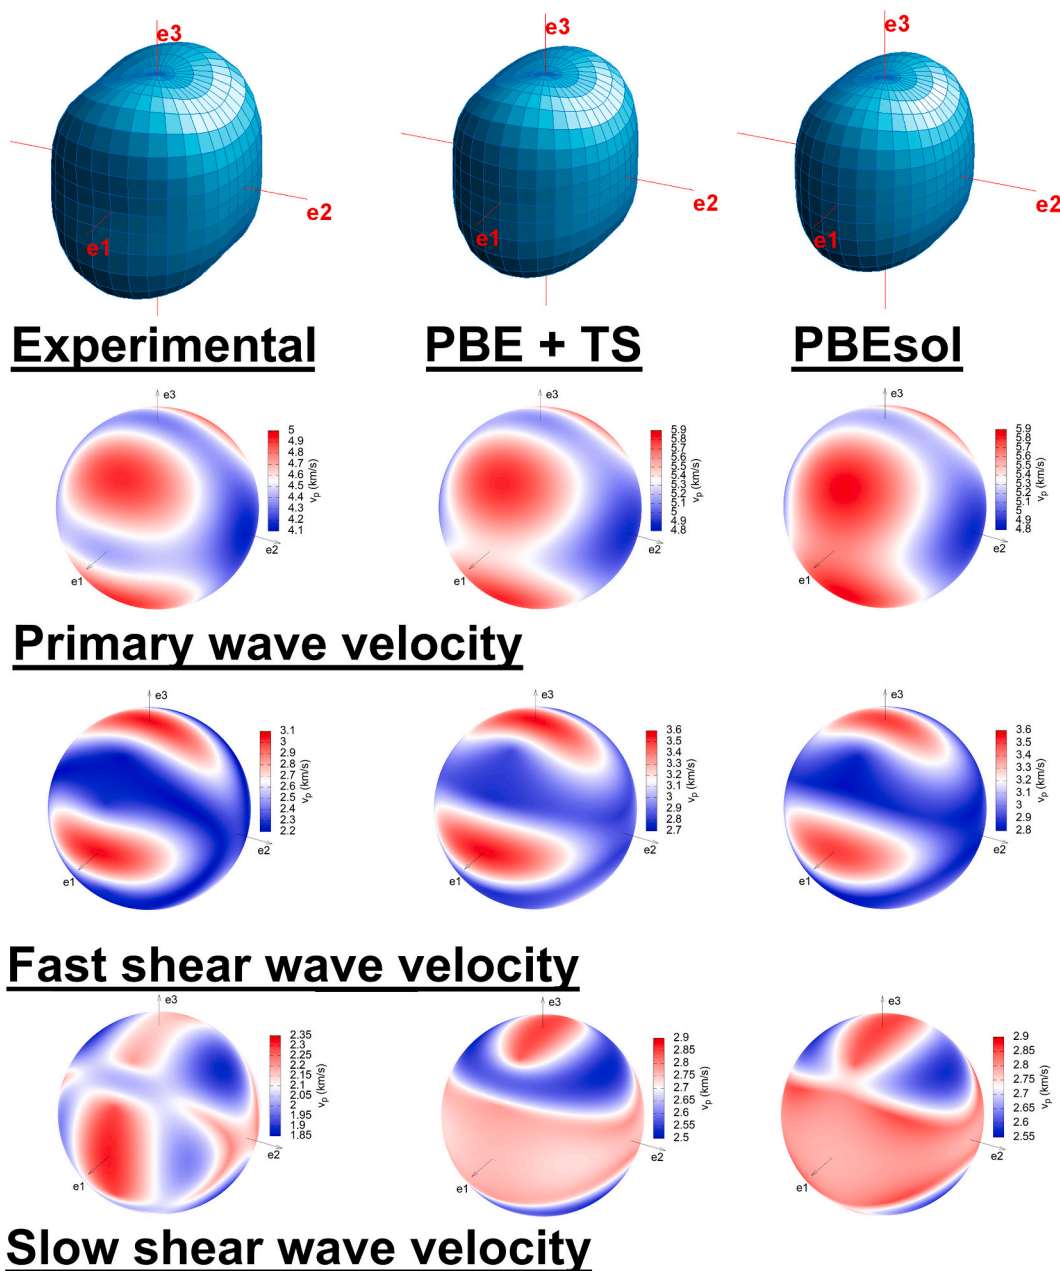 e3 e3 e3
e2 e2 e2
e1 e1 e1
Experimental PBE + TS PBEsol
e3 e3 e3
5 5.9 5.9
4.9 5.8 5.8
4.8 5.7 5.7
4.7 5.6 5.6
4.6 5.5 5.5
4.5 5.4 5.4
4.4 5.3 5.3
4.3 5.2 5.2
4.2 5.1 5.1
4.1 5 5
4.9 4.9
4.8 4.8
vp (km/s) vp (km/s) vp (km/s)
e2 e2 e2
e1 e1 e1
Primary wave velocity
e3 e3 e3
3.1 3.6 3.6
3 3.5 3.5
2.9 3.4 3.4
2.8 3.3 3.3
2.7 3.2 3.2
2.6 3.1 3.1
2.5 3 3
2.4 2.9 2.9
2.3 2.8 2.8
2.2 2.7
vp (km/s) vp (km/s) vp (km/s)
e2 e2 e2
e1 e1 e1
Fast shear wave velocity
e3 e3 e3
2.35 2.9 2.9
2.3 2.85 2.85
2.25 2.8 2.8
2.2 2.75 2.75
2.15 2.7 2.7
2.1 2.65 2.65
2.05 2.6 2.6
2 2.55 2.55
1.95 2.5
1.9
1.85
vp (km/s) vp (km/s) vp (km/s)
e2 e2 e2
e1 e1 e1
Slow shear wave velocity